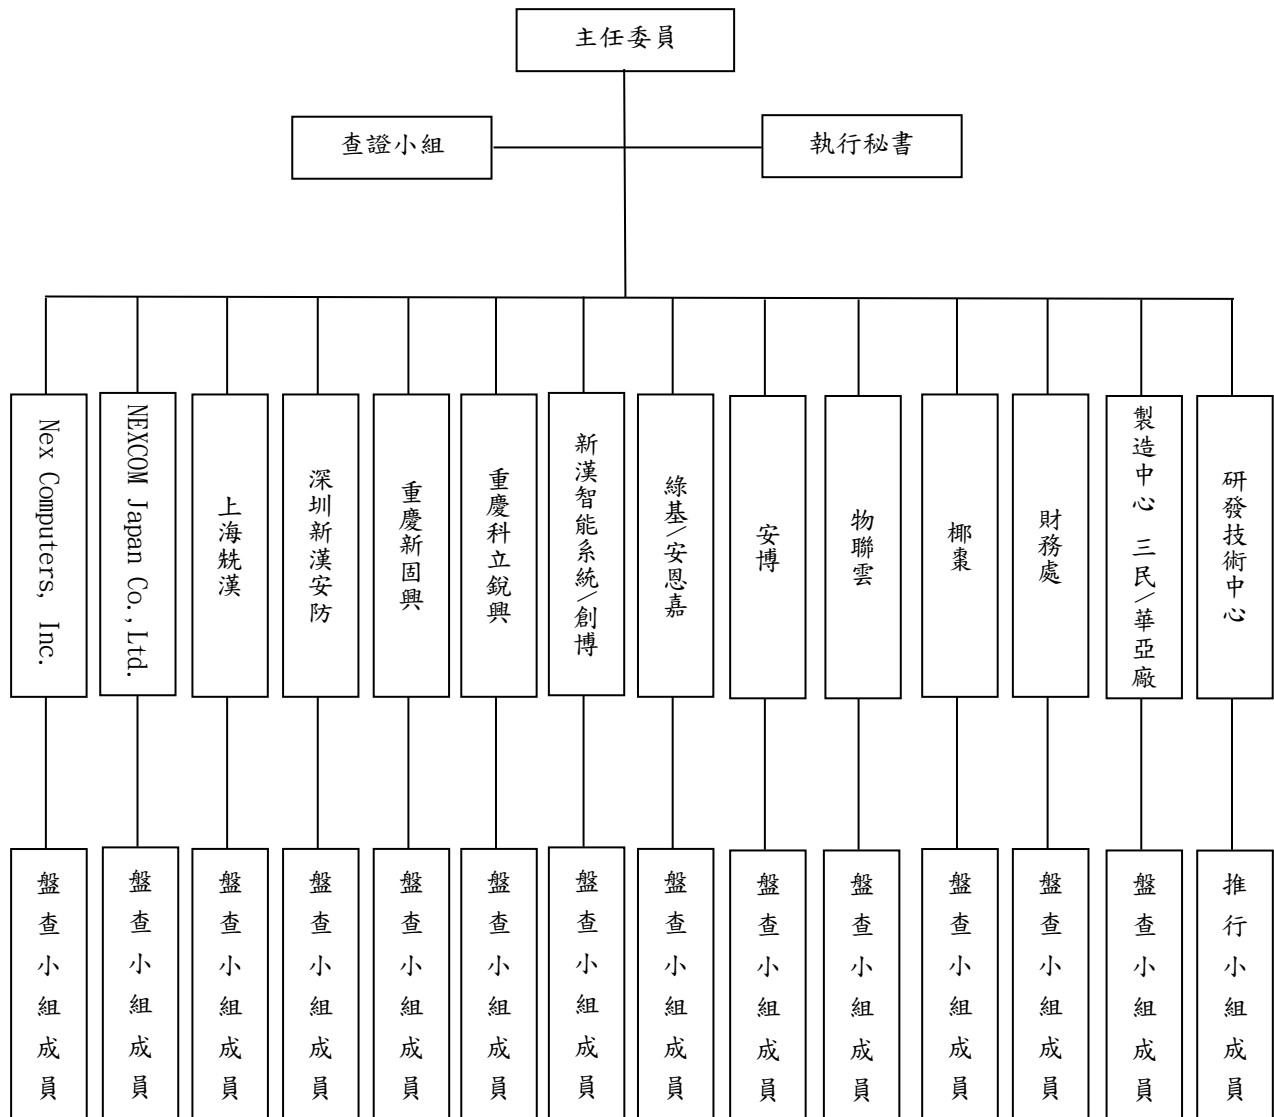 主任委員
查證小組
執行秘書
Nex Computers, Inc.
NEXCOM Japan Co.,Ltd.
上海兟漢
深圳新漢安防
重慶新固興
重慶科立銳興
新漢智能系統/創博
綠基/安恩嘉
安博
物聯雲
椰棗
財務處
製造中心 三民/華亞廠
研發技術中心
盤查小組成員
盤查小組成員
盤查小組成員
盤查小組成員
盤查小組成員
盤查小組成員
盤查小組成員
盤查小組成員
盤查小組成員
盤查小組成員
盤查小組成員
盤查小組成員
盤查小組成員
推行小組成員